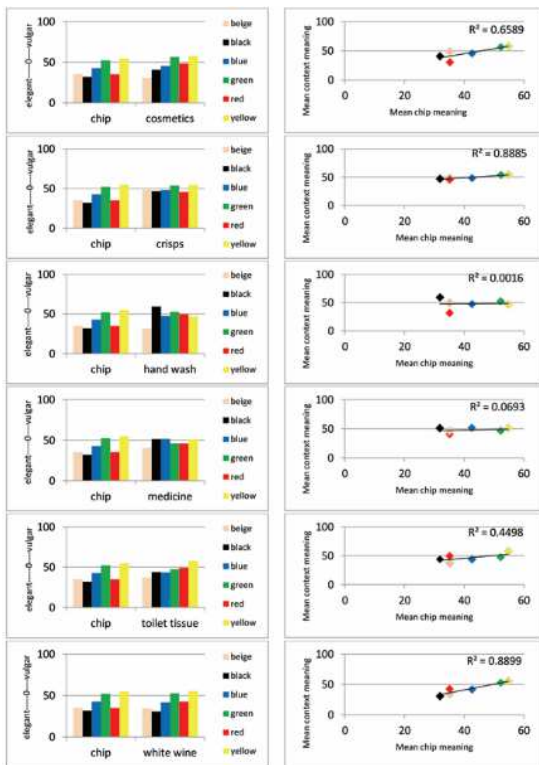 100
50
0
elegant-----0----vulgar
chip cosmetics
beige
black
blue
green
red
yellow
100
50
0
Mean context meaning
R² = 0.6589
0 20 40 60
Mean chip meaning
100
50
0
elegant-----0----vulgar
chip crisps
beige
black
blue
green
red
yellow
100
50
0
Mean context meaning
R² = 0.8885
0 20 40 60
Mean chip meaning
100
50
0
elegant-----0----vulgar
chip hand wash
beige
black
blue
green
red
yellow
100
50
0
Mean context meaning
R² = 0.0016
0 20 40 60
Mean chip meaning
100
50
0
elegant-----0----vulgar
chip medicine
beige
black
blue
green
red
yellow
100
50
0
Mean context meaning
R² = 0.0693
0 20 40 60
Mean chip meaning
100
50
0
elegant-----0----vulgar
chip toilet tissue
beige
black
blue
green
red
yellow
100
50
0
Mean context meaning
R² = 0.4498
0 20 40 60
Mean chip meaning
100
50
0
elegant-----0----vulgar
chip white wine
beige
black
blue
green
red
yellow
100
50
0
Mean context meaning
R² = 0.8899
0 20 40 60
Mean chip meaning